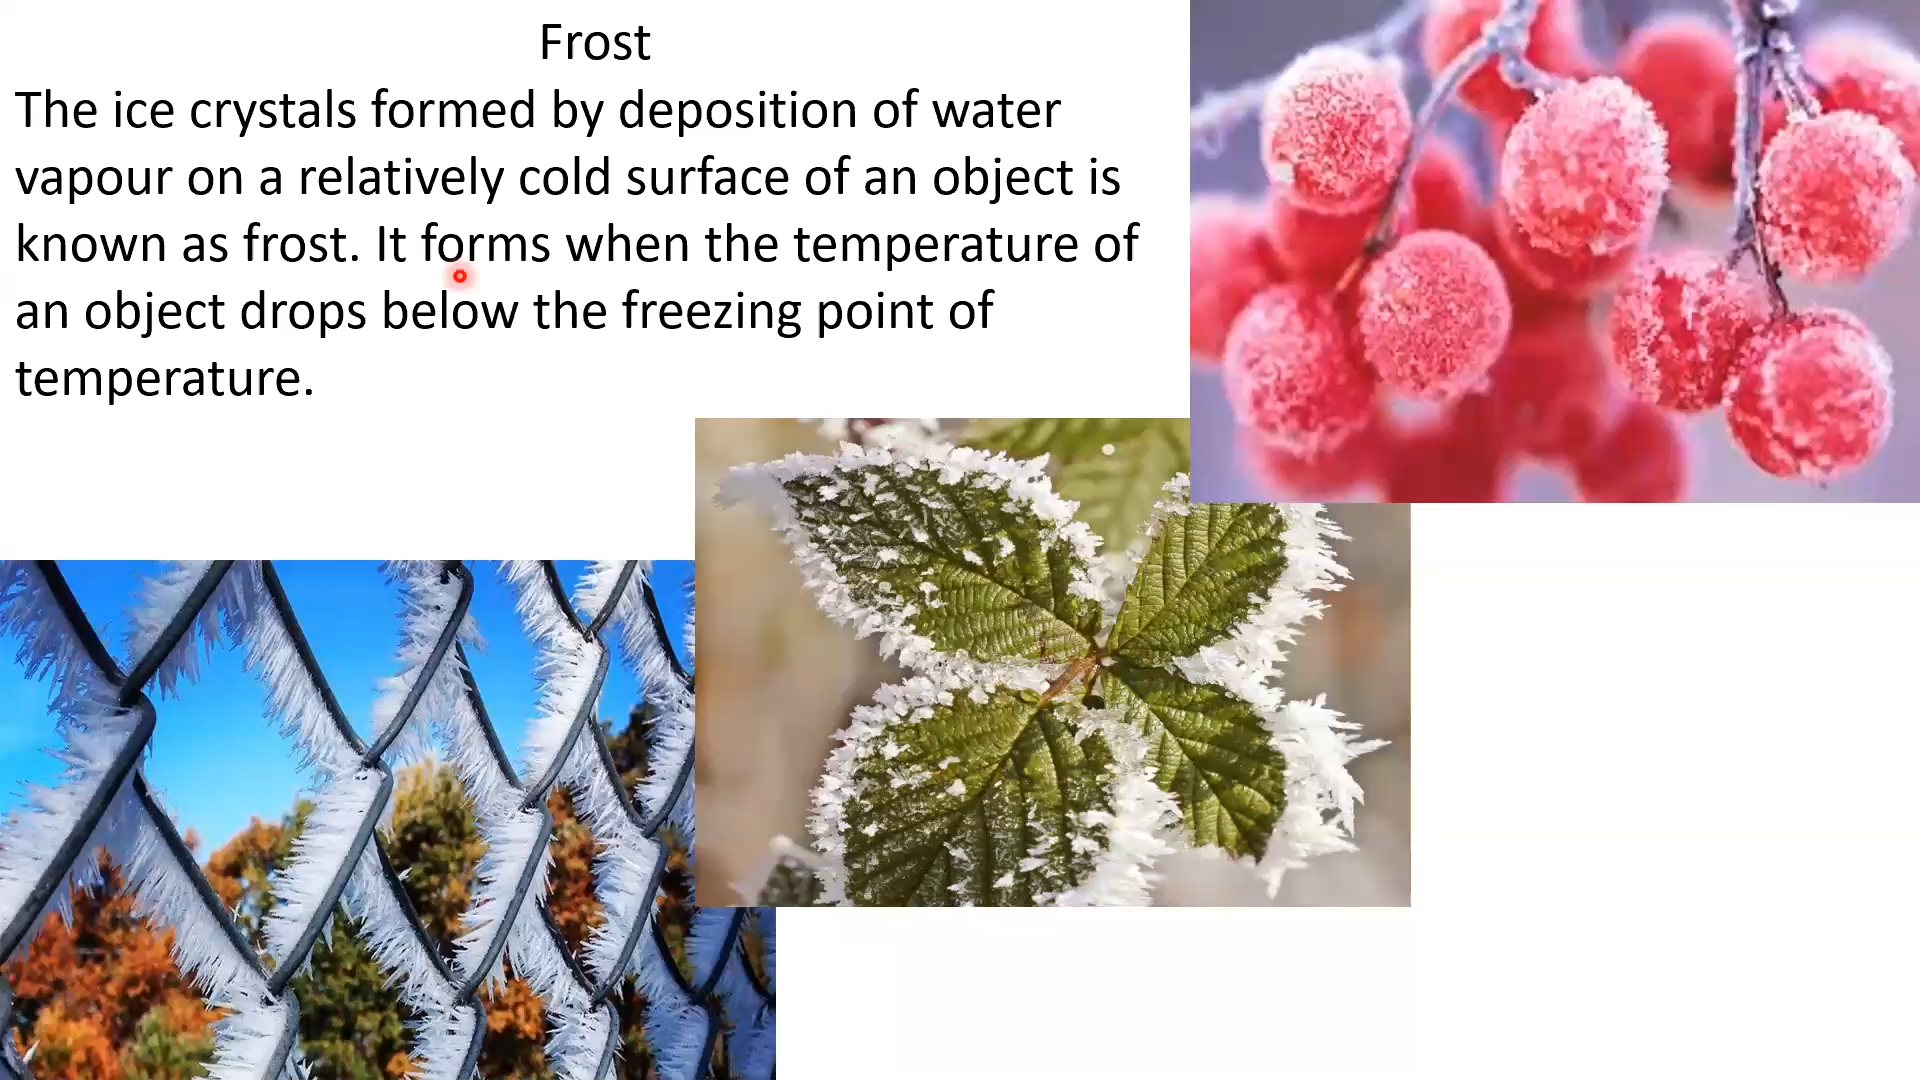 Frost
The ice crystals formed by deposition of water
vapour on a relatively cold surface of an object is
known as frost. It forms when the temperature of
an object drops below the freezing point of
temperature.